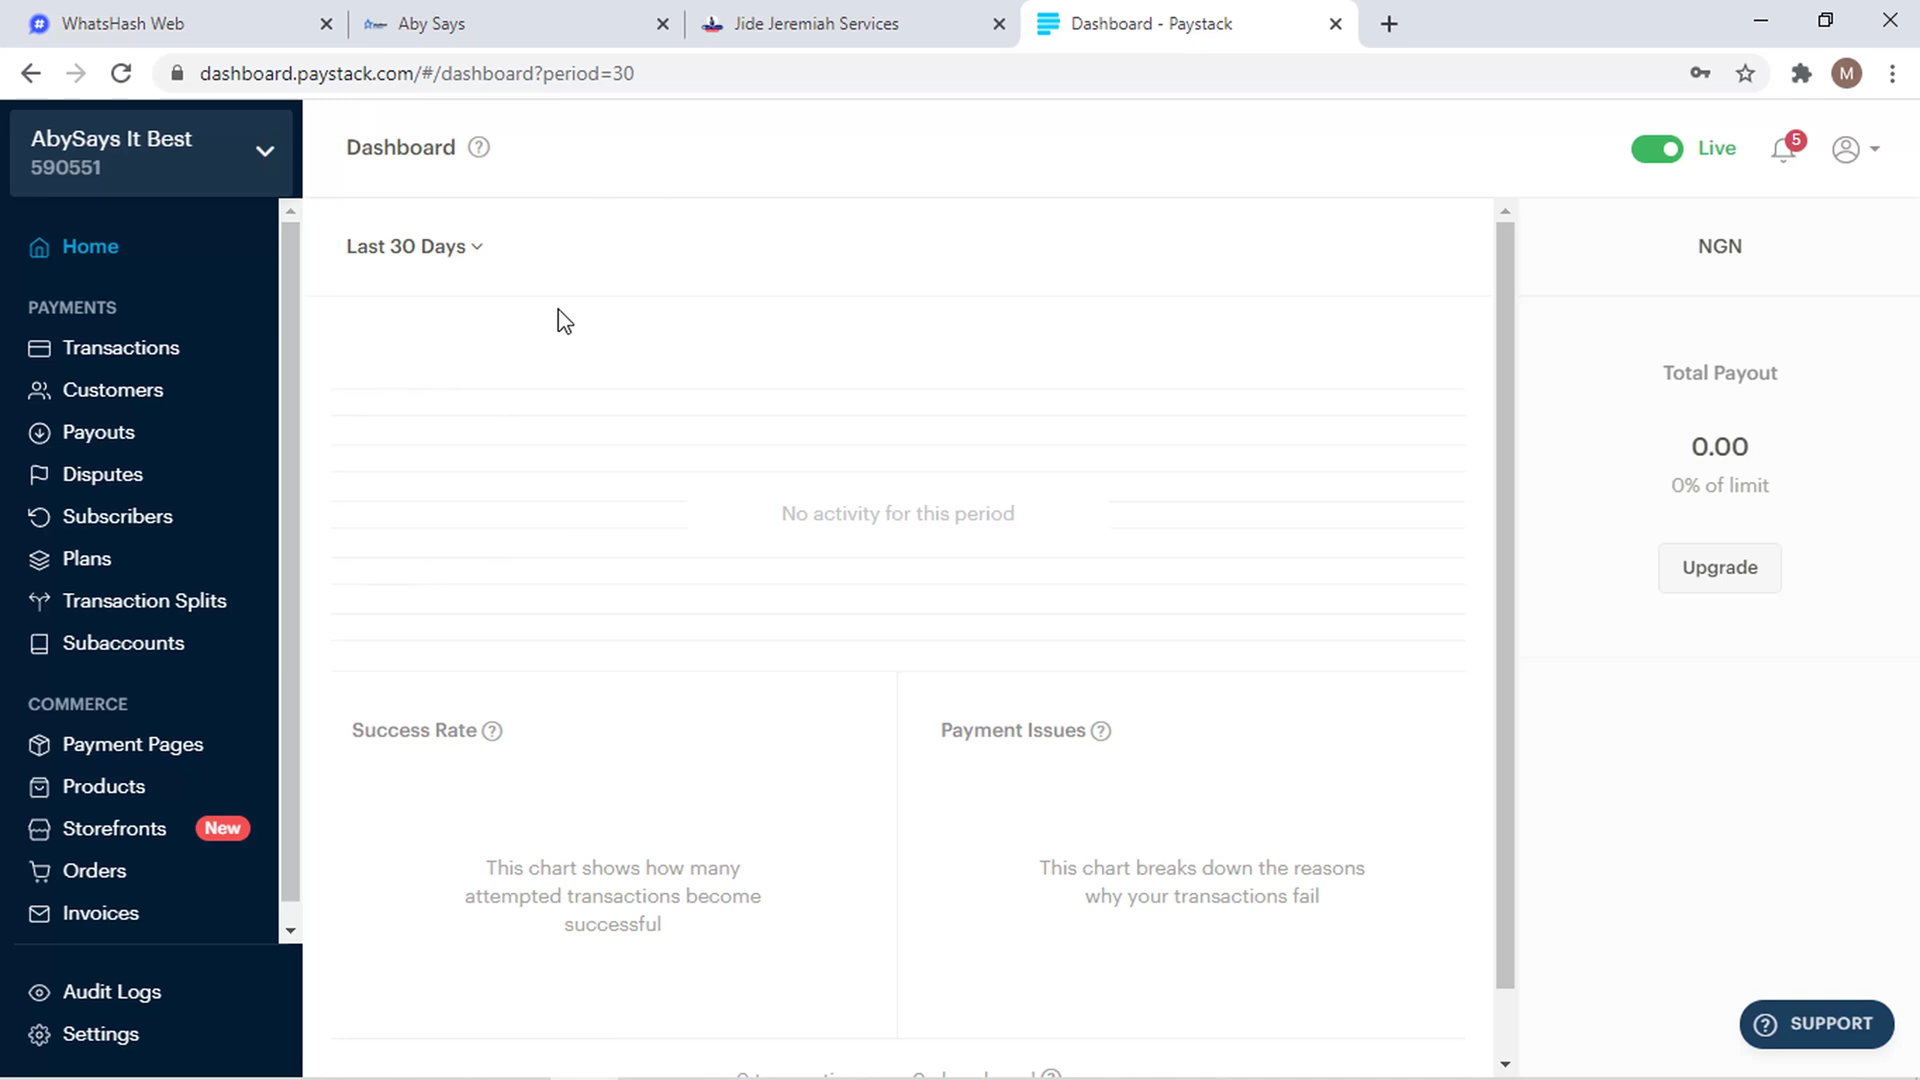 WhatsHash Web
Aby Says
Jide Jeremiah Services
Dashboard - Paystack
dashboard.paystack.com/#/dashboard?period=30
M
AbySays It Best
590551
Dashboard ?
Live
5
Home
Last 30 Days
NGN
PAYMENTS
Transactions
Customers
Payouts
Disputes
Subscribers
Plans
Transaction Splits
Subaccounts
No activity for this period
Total Payout
0.00
0% of limit
Upgrade
COMMERCE
Payment Pages
Products
Storefronts New
Orders
Invoices
Success Rate ?
This chart shows how many
attempted transactions become
successful
Payment Issues ?
This chart breaks down the reasons
why your transactions fail
Audit Logs
Settings
? SUPPORT